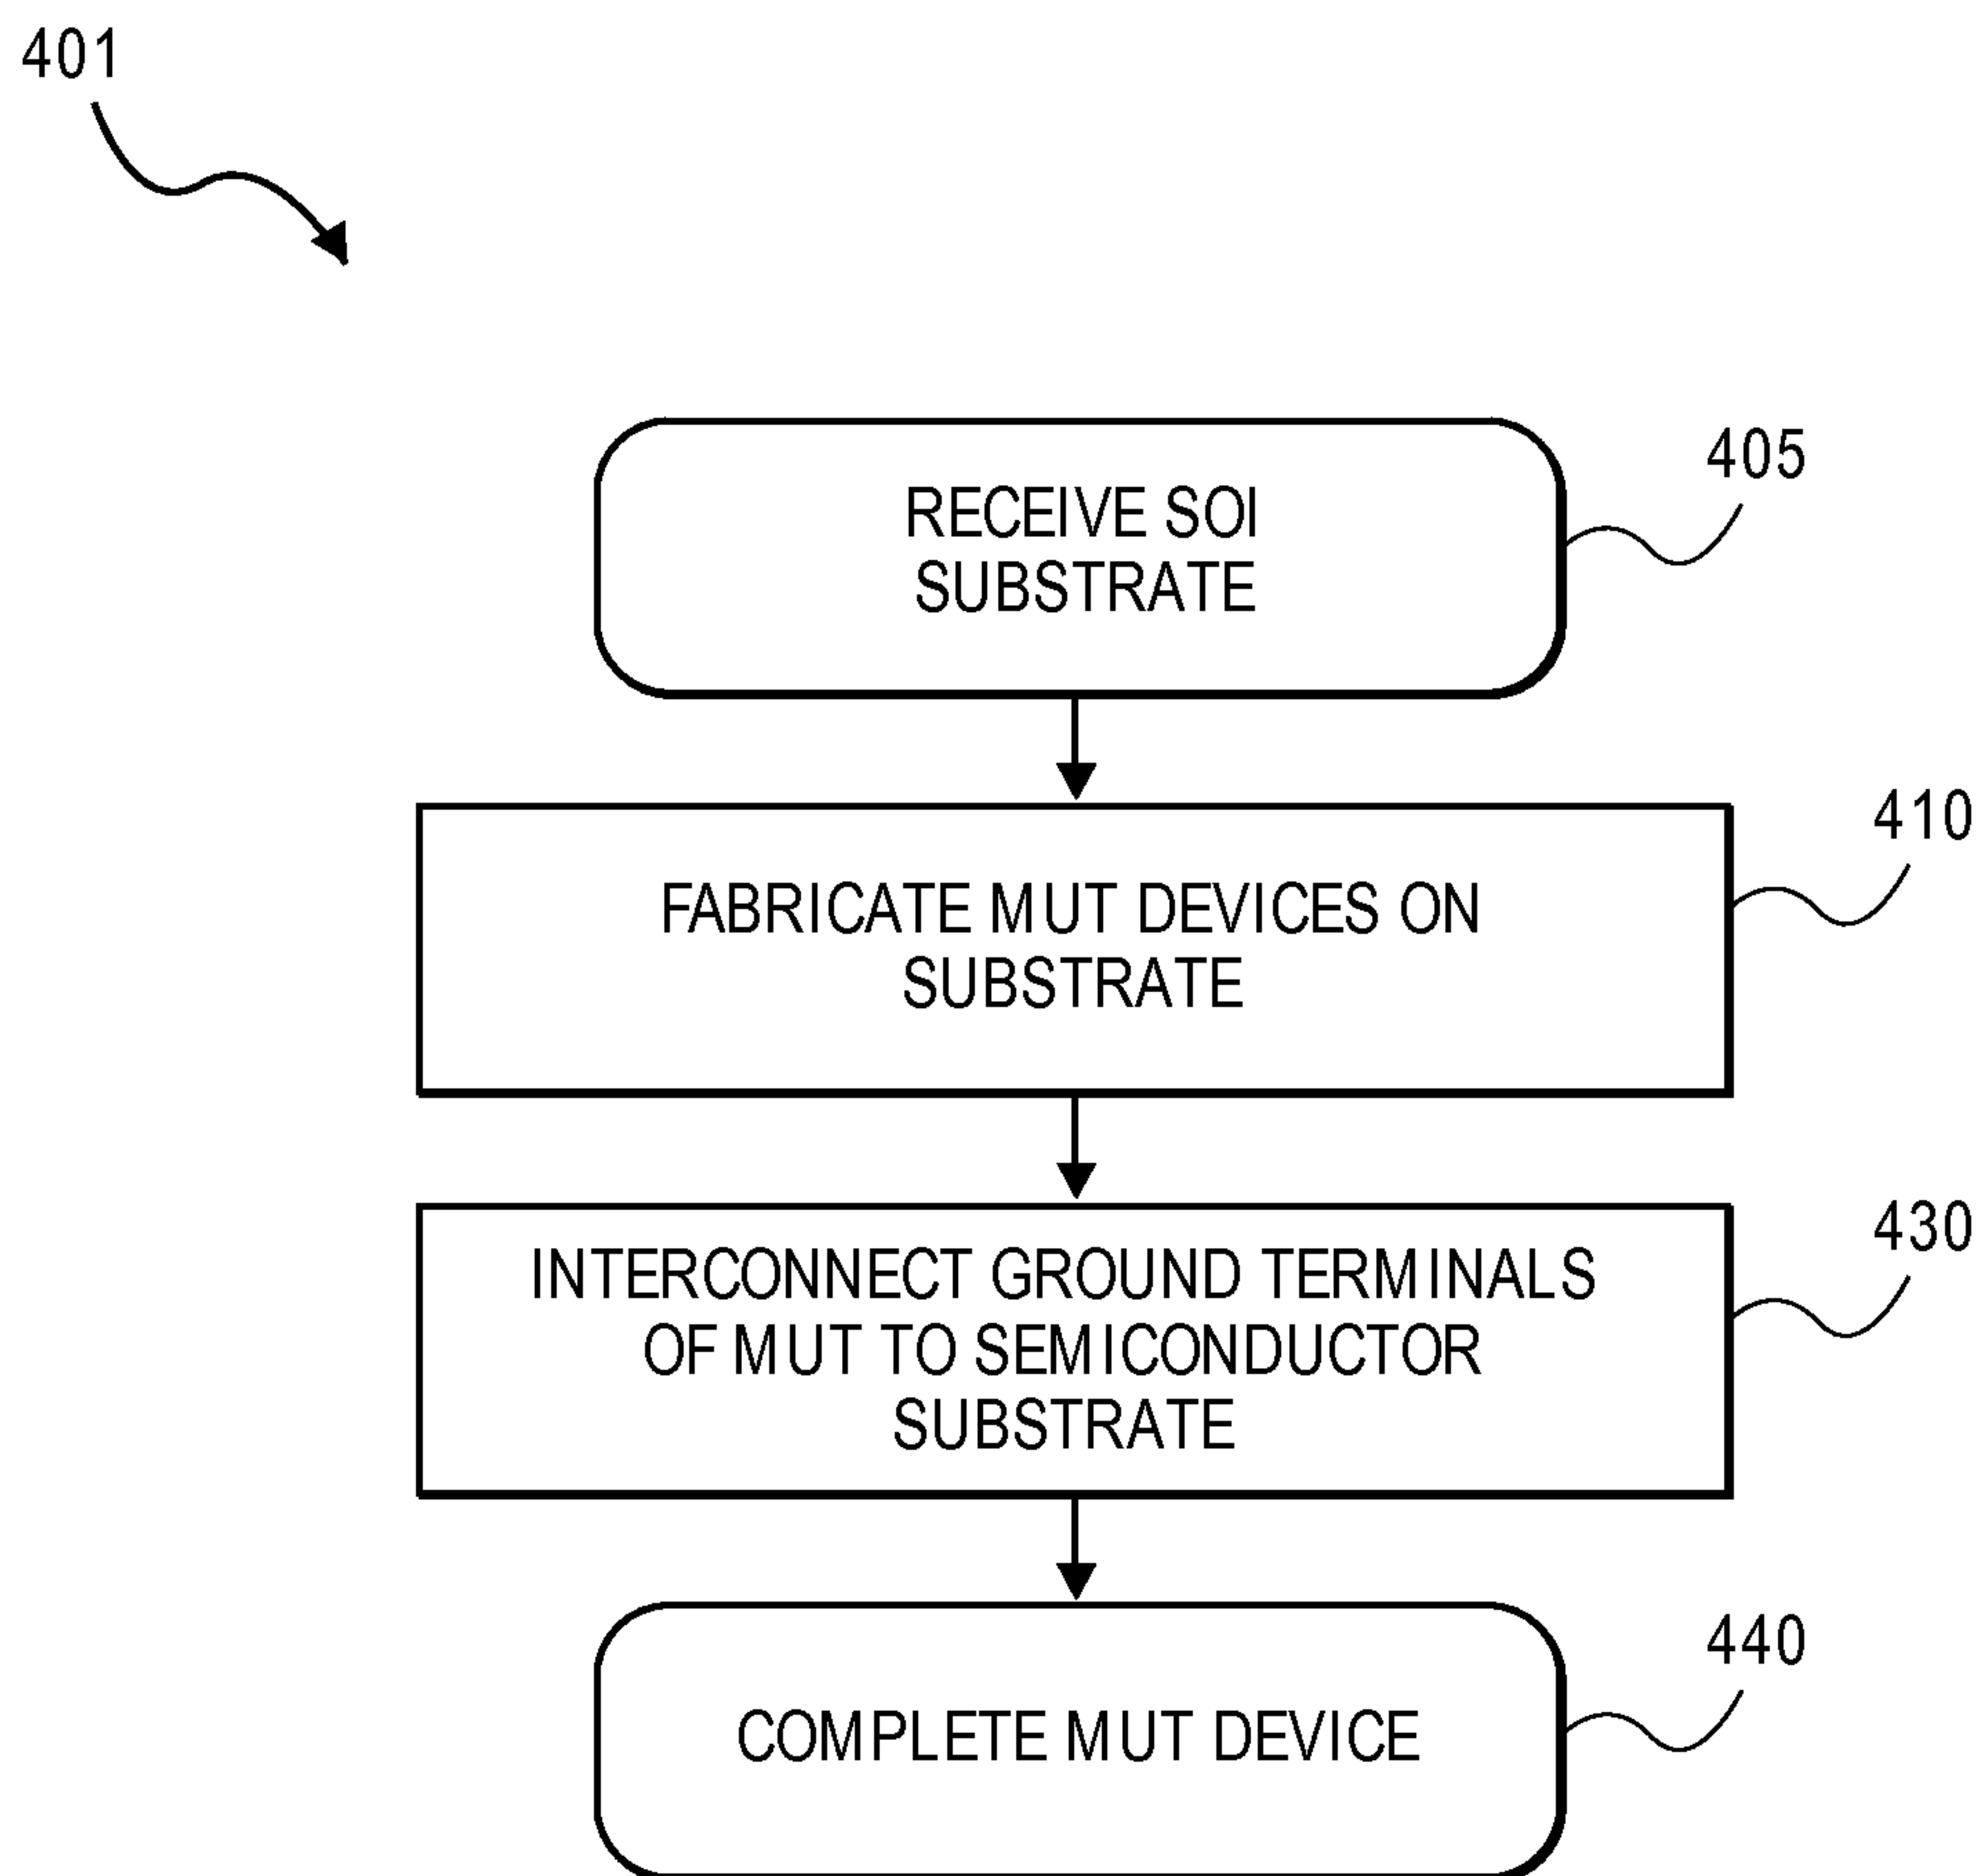 401
RECEIVE SOI
SUBSTRATE
405
FABRICATE MUT DEVICES ON
SUBSTRATE
410
INTERCONNECT GROUND TERMINALS
OF MUT TO SEMICONDUCTOR
SUBSTRATE
430
COMPLETE MUT DEVICE
440